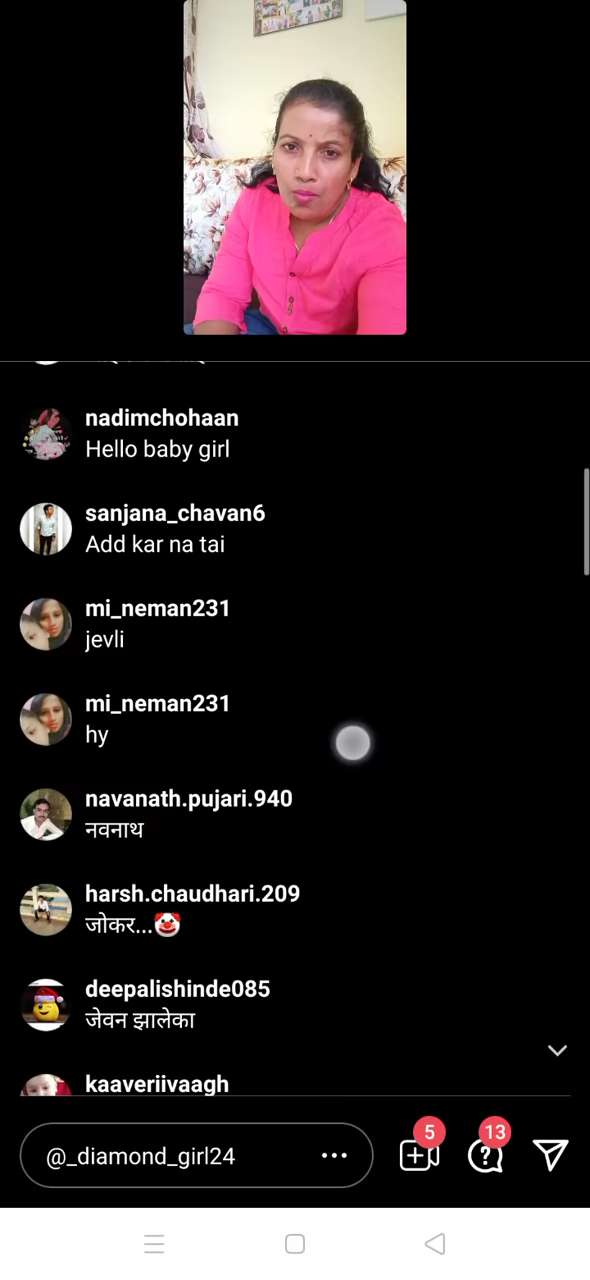 nadimchohaan
Hello baby girl
sanjana_chavan6
Add kar na tai
mi_neman231
jevli
mi_neman231
hy
navanath.pujari.940
नवनाथ
harsh.chaudhari.209
जोकर...🤡
deepalishinde085
जेवन झालेका
kaaveriivaagh
5
13
@_diamond_girl24